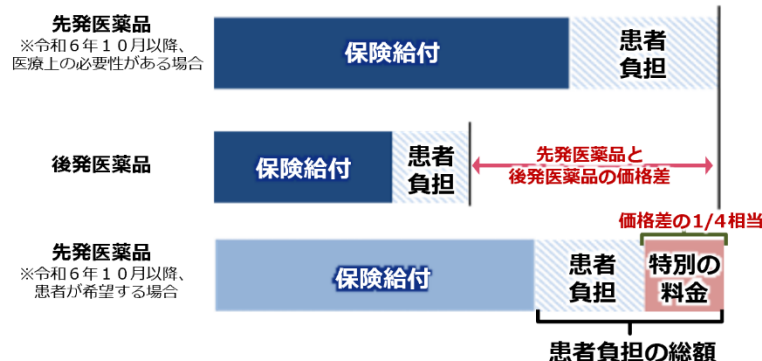 先発医薬品
※令和６年１０月以降、
医療上の必要性がある場合
保険給付
患者
負担
後発医薬品
保険給付
患者
負担
先発医薬品と
後発医薬品の価格差
価格差の1/4相当
先発医薬品
※令和６年１０月以降、
患者が希望する場合
保険給付
患者
負担
特別の
料金
患者負担の総額